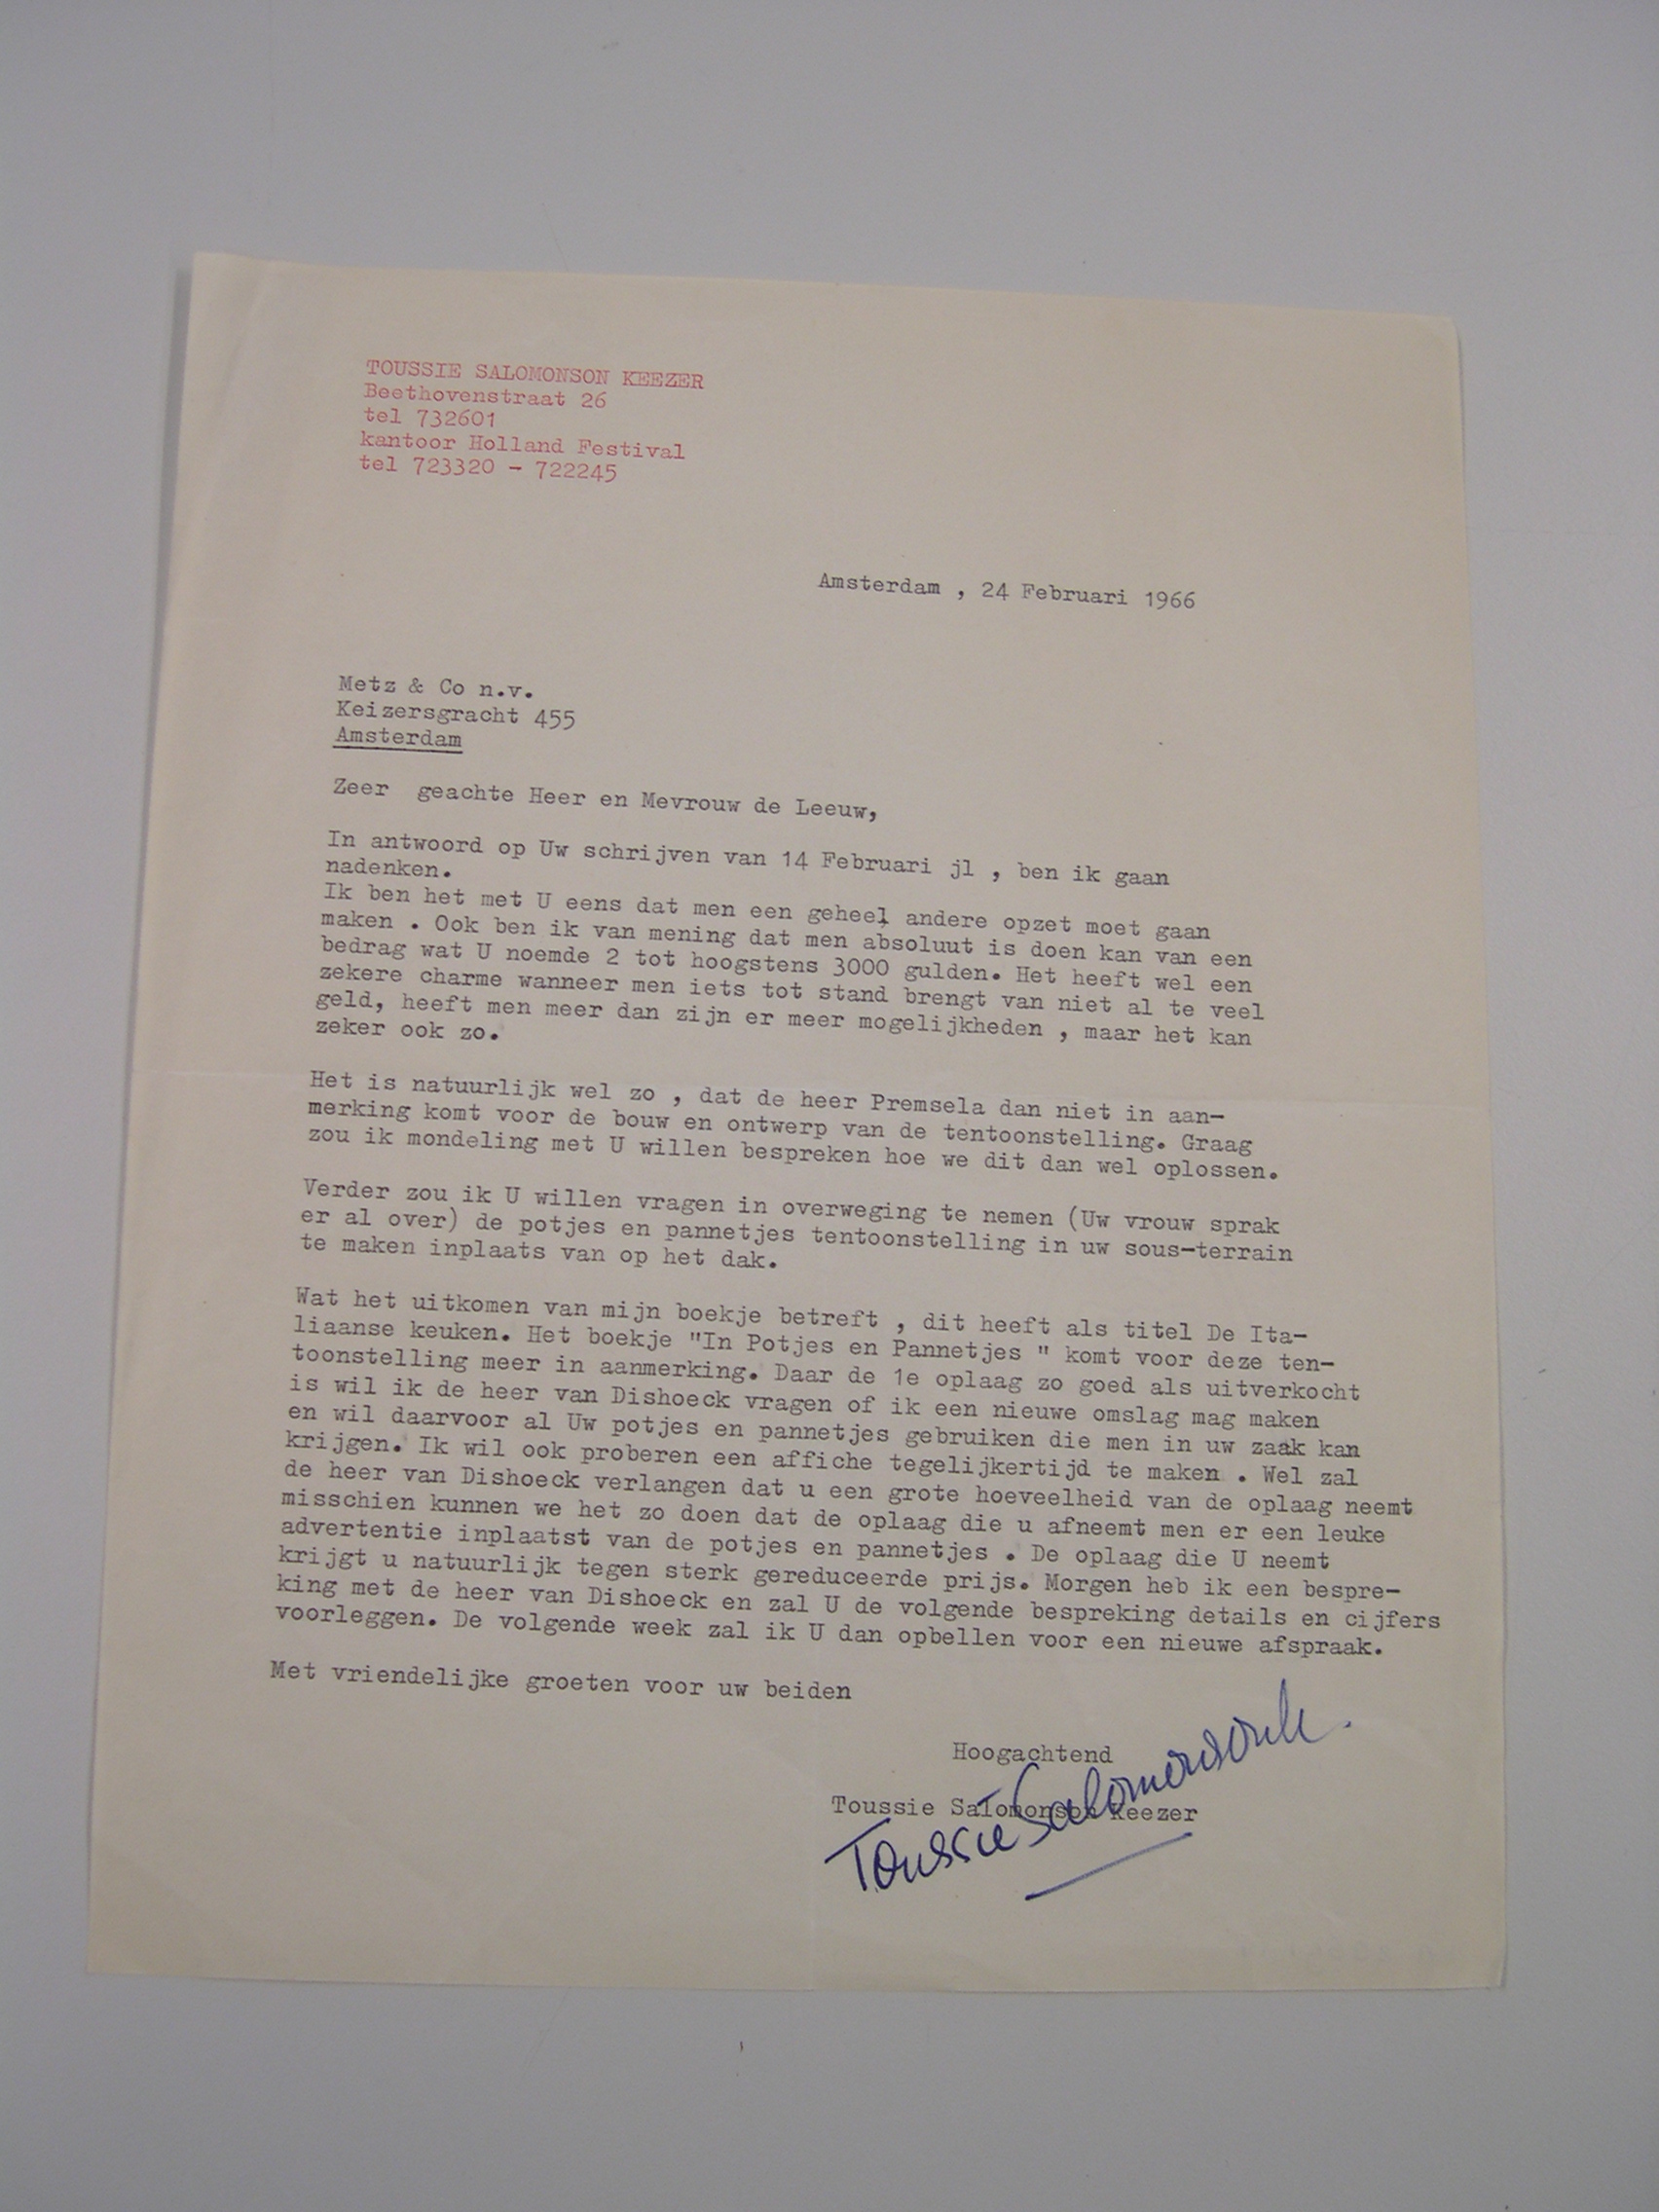 TOUSSIE SALOMONSON KEEZER
Beethovenstraat 26
tel 732601
kantoor Holland Festival
tel 723320 - 722245
Amsterdam , 24 Februari 1966
Metz & Co n.v.
Keizersgracht 455
Amsterdam
Zeer geachte Heer en Mevrouw de Leeuw,
In antwoord op Uw schrijven van 14 Februari jl , ben ik gaan
nadenken.
Ik ben het met U eens dat men een geheel andere opzet moet gaan
maken . Ook ben ik van mening dat men absoluut is doen kan van een
bedrag wat U noemde 2 tot hoogstens 3000 gulden. Het heeft wel een
zekere charme wanneer men iets tot stand brengt van niet al te veel
geld, heeft men meer dan zijn er meer mogelijkheden , maar het kan
zeker ook zo.
Het is natuurlijk wel zo , dat de heer Premsela dan niet in aan-
merking komt voor de bouw en ontwerp van de tentoonstelling. Graag
zou ik mondeling met U willen bespreken hoe we dit dan wel oplossen.
Verder zou ik U willen vragen in overweging te nemen (Uw vrouw sprak
er al over) de potjes en pannetjes tentoonstelling in uw sous-terrain
te maken inplaats van op het dak.
Wat het uitkomen van mijn boekje betreft , dit heeft als titel De Ita-
liaanse keuken. Het boekje "In Potjes en Pannetjes " komt voor deze ten-
toonstelling meer in aanmerking. Daar de 1e oplaag zo goed als uitverkocht
is wil ik de heer van Dishoeck vragen of ik een nieuwe omslag mag maken
en wil daarvoor al Uw potjes en pannetjes gebruiken die men in uw zaak kan
krijgen. Ik wil ook proberen een affiche tegelijkertijd te maken . Wel zal
de heer van Dishoeck verlangen dat u een grote hoeveelheid van de oplaag neemt
misschien kunnen we het zo doen dat de oplaag die u afneemt men er een leuke
advertentie inplaatst van de potjes en pannetjes . De oplaag die U neemt
krijgt u natuurlijk tegen sterk gereduceerde prijs. Morgen heb ik een bespre-
king met de heer van Dishoeck en zal U de volgende bespreking details en cijfers
voorleggen. De volgende week zal ik U dan opbellen voor een nieuwe afspraak.
Met vriendelijke groeten voor uw beiden
Hoogachtend
Toussie Salomonson Keezer
Toussie Salomonson k.